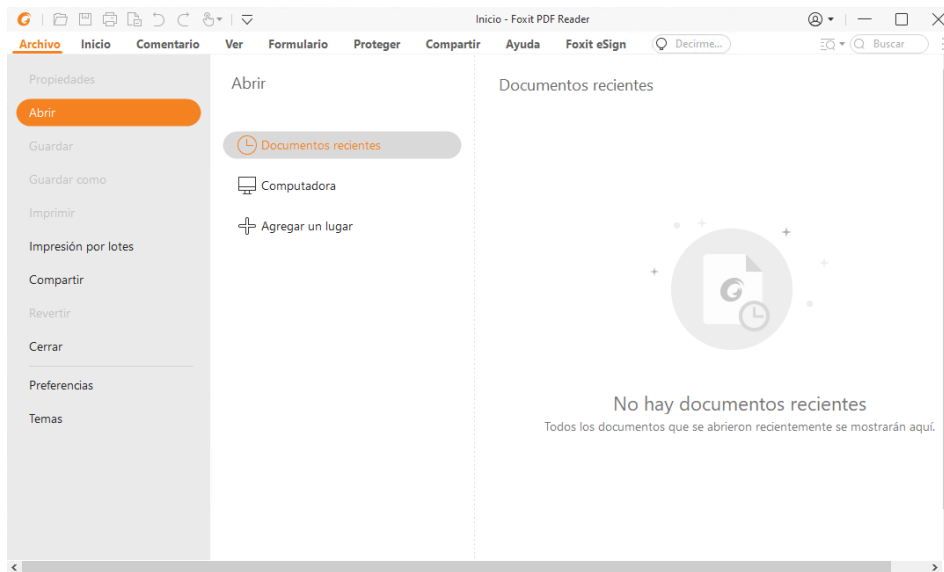 Inicio - Foxit PDF Reader
Archivo Inicio Comentario Ver Formulario Proteger Compartir Ayuda Foxit eSign Decirme... Buscar
Propiedades
Abrir
Guardar
Guardar como
Imprimir
Impresión por lotes
Compartir
Revertir
Cerrar
Preferencias
Temas
Abrir
Documentos recientes
Computadora
Agregar un lugar
Documentos recientes
No hay documentos recientes
Todos los documentos que se abrieron recientemente se mostrarán aquí.